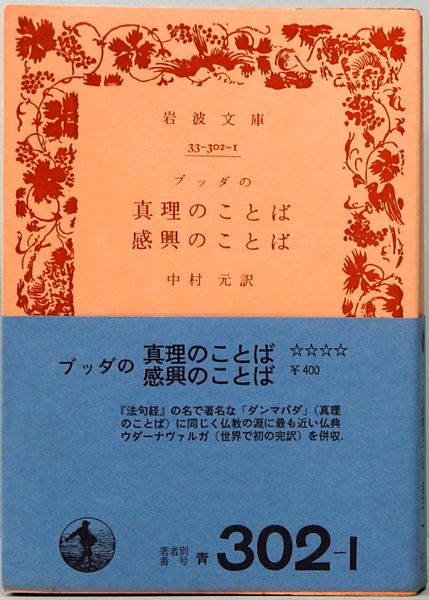 岩波文庫
33-302-1
ブッダの
真理のことば
感興のことば
中村 元訳
ブッダの 真理のことば ☆☆☆☆
感興のことば ¥400
『法句経』の名で著名な「ダンマパダ」(真理
のことば)に同じく仏教の源に最も近い仏典
ウダーナヴァルガ(世界で初の完訳)を併収.
著者別
番号 青 302-1